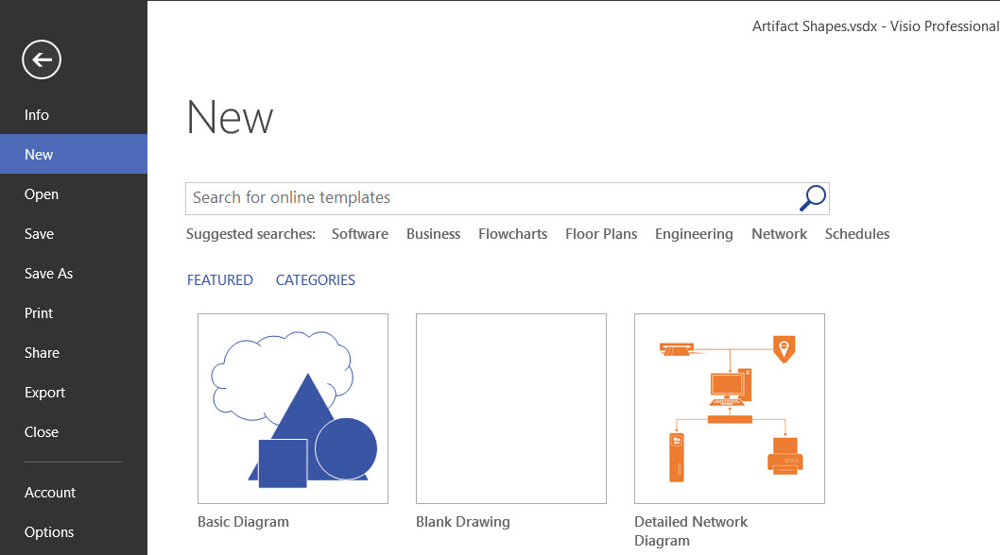 Artifact Shapes.vsdx - Visio Professional
Info
New
Open
Save
Save As
Print
Share
Export
Close
Account
Options
New
Search for online templates
Suggested searches: Software Business Flowcharts Floor Plans Engineering Network Schedules
FEATURED CATEGORIES
Basic Diagram
Blank Drawing
Detailed Network
Diagram